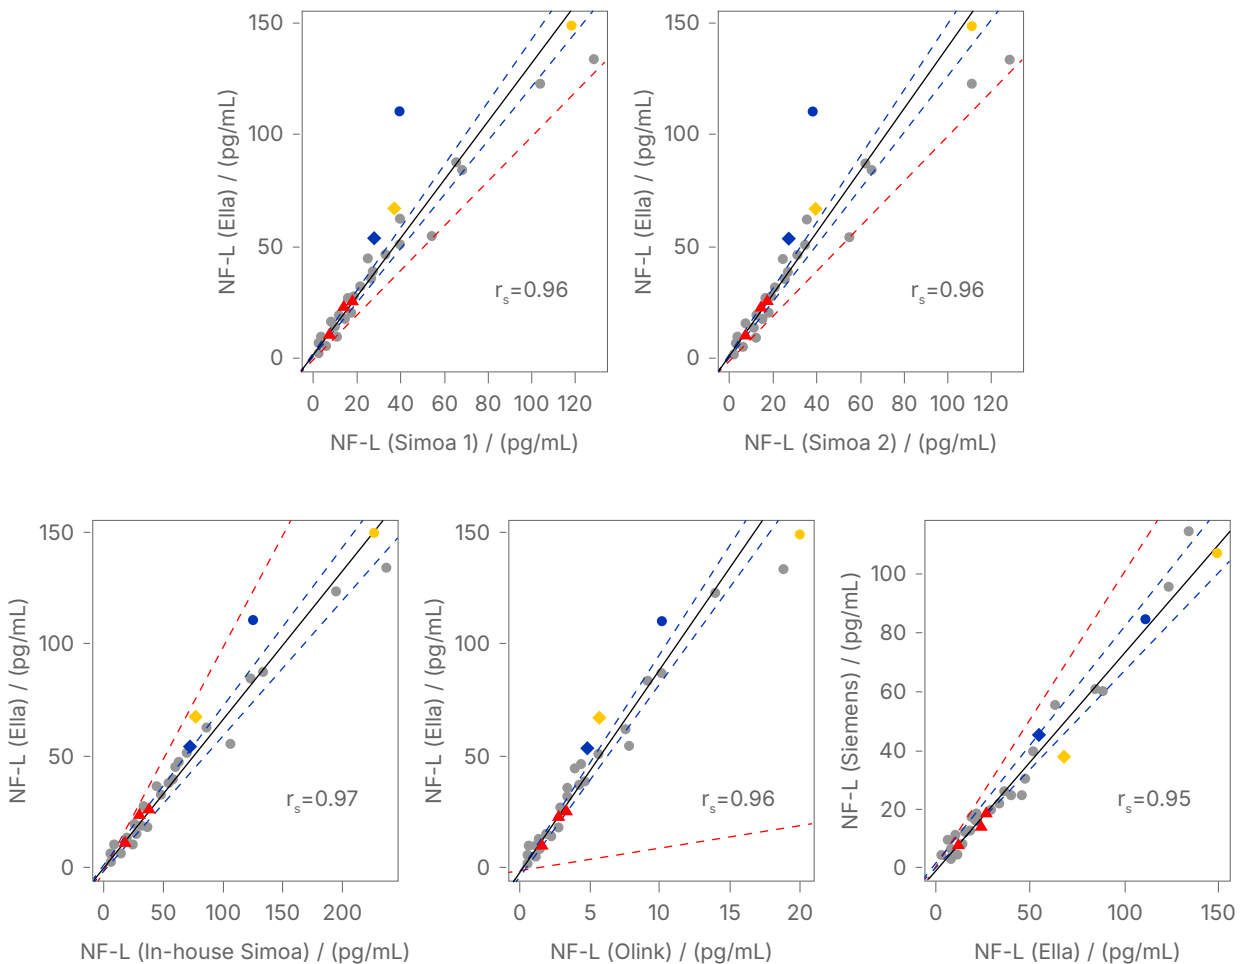 150
100
50
0
NF-L (Ella) / (pg/mL)
rs=0.96
0 20 40 60 80 100 120
NF-L (Simoa 1) / (pg/mL)
150
100
50
0
NF-L (Ella) / (pg/mL)
rs=0.96
0 20 40 60 80 100 120
NF-L (Simoa 2) / (pg/mL)
150
100
50
0
NF-L (Ella) / (pg/mL)
rs=0.97
0 50 100 150 200
NF-L (In-house Simoa) / (pg/mL)
150
100
50
0
NF-L (Ella) / (pg/mL)
rs=0.96
0 5 10 15 20
NF-L (Olink) / (pg/mL)
100
80
60
40
20
0
NF-L (Siemens) / (pg/mL)
rs=0.95
0 50 100 150
NF-L (Ella) / (pg/mL)